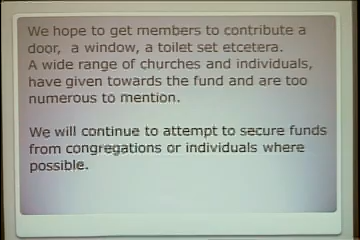 We hope to get members to contribute a
door, a window, a toilet set etcetera.
A wide range of churches and individuals,
have given towards the fund and are too
numerous to mention.
We will continue to attempt to secure funds
from congregations or individuals where
possible.